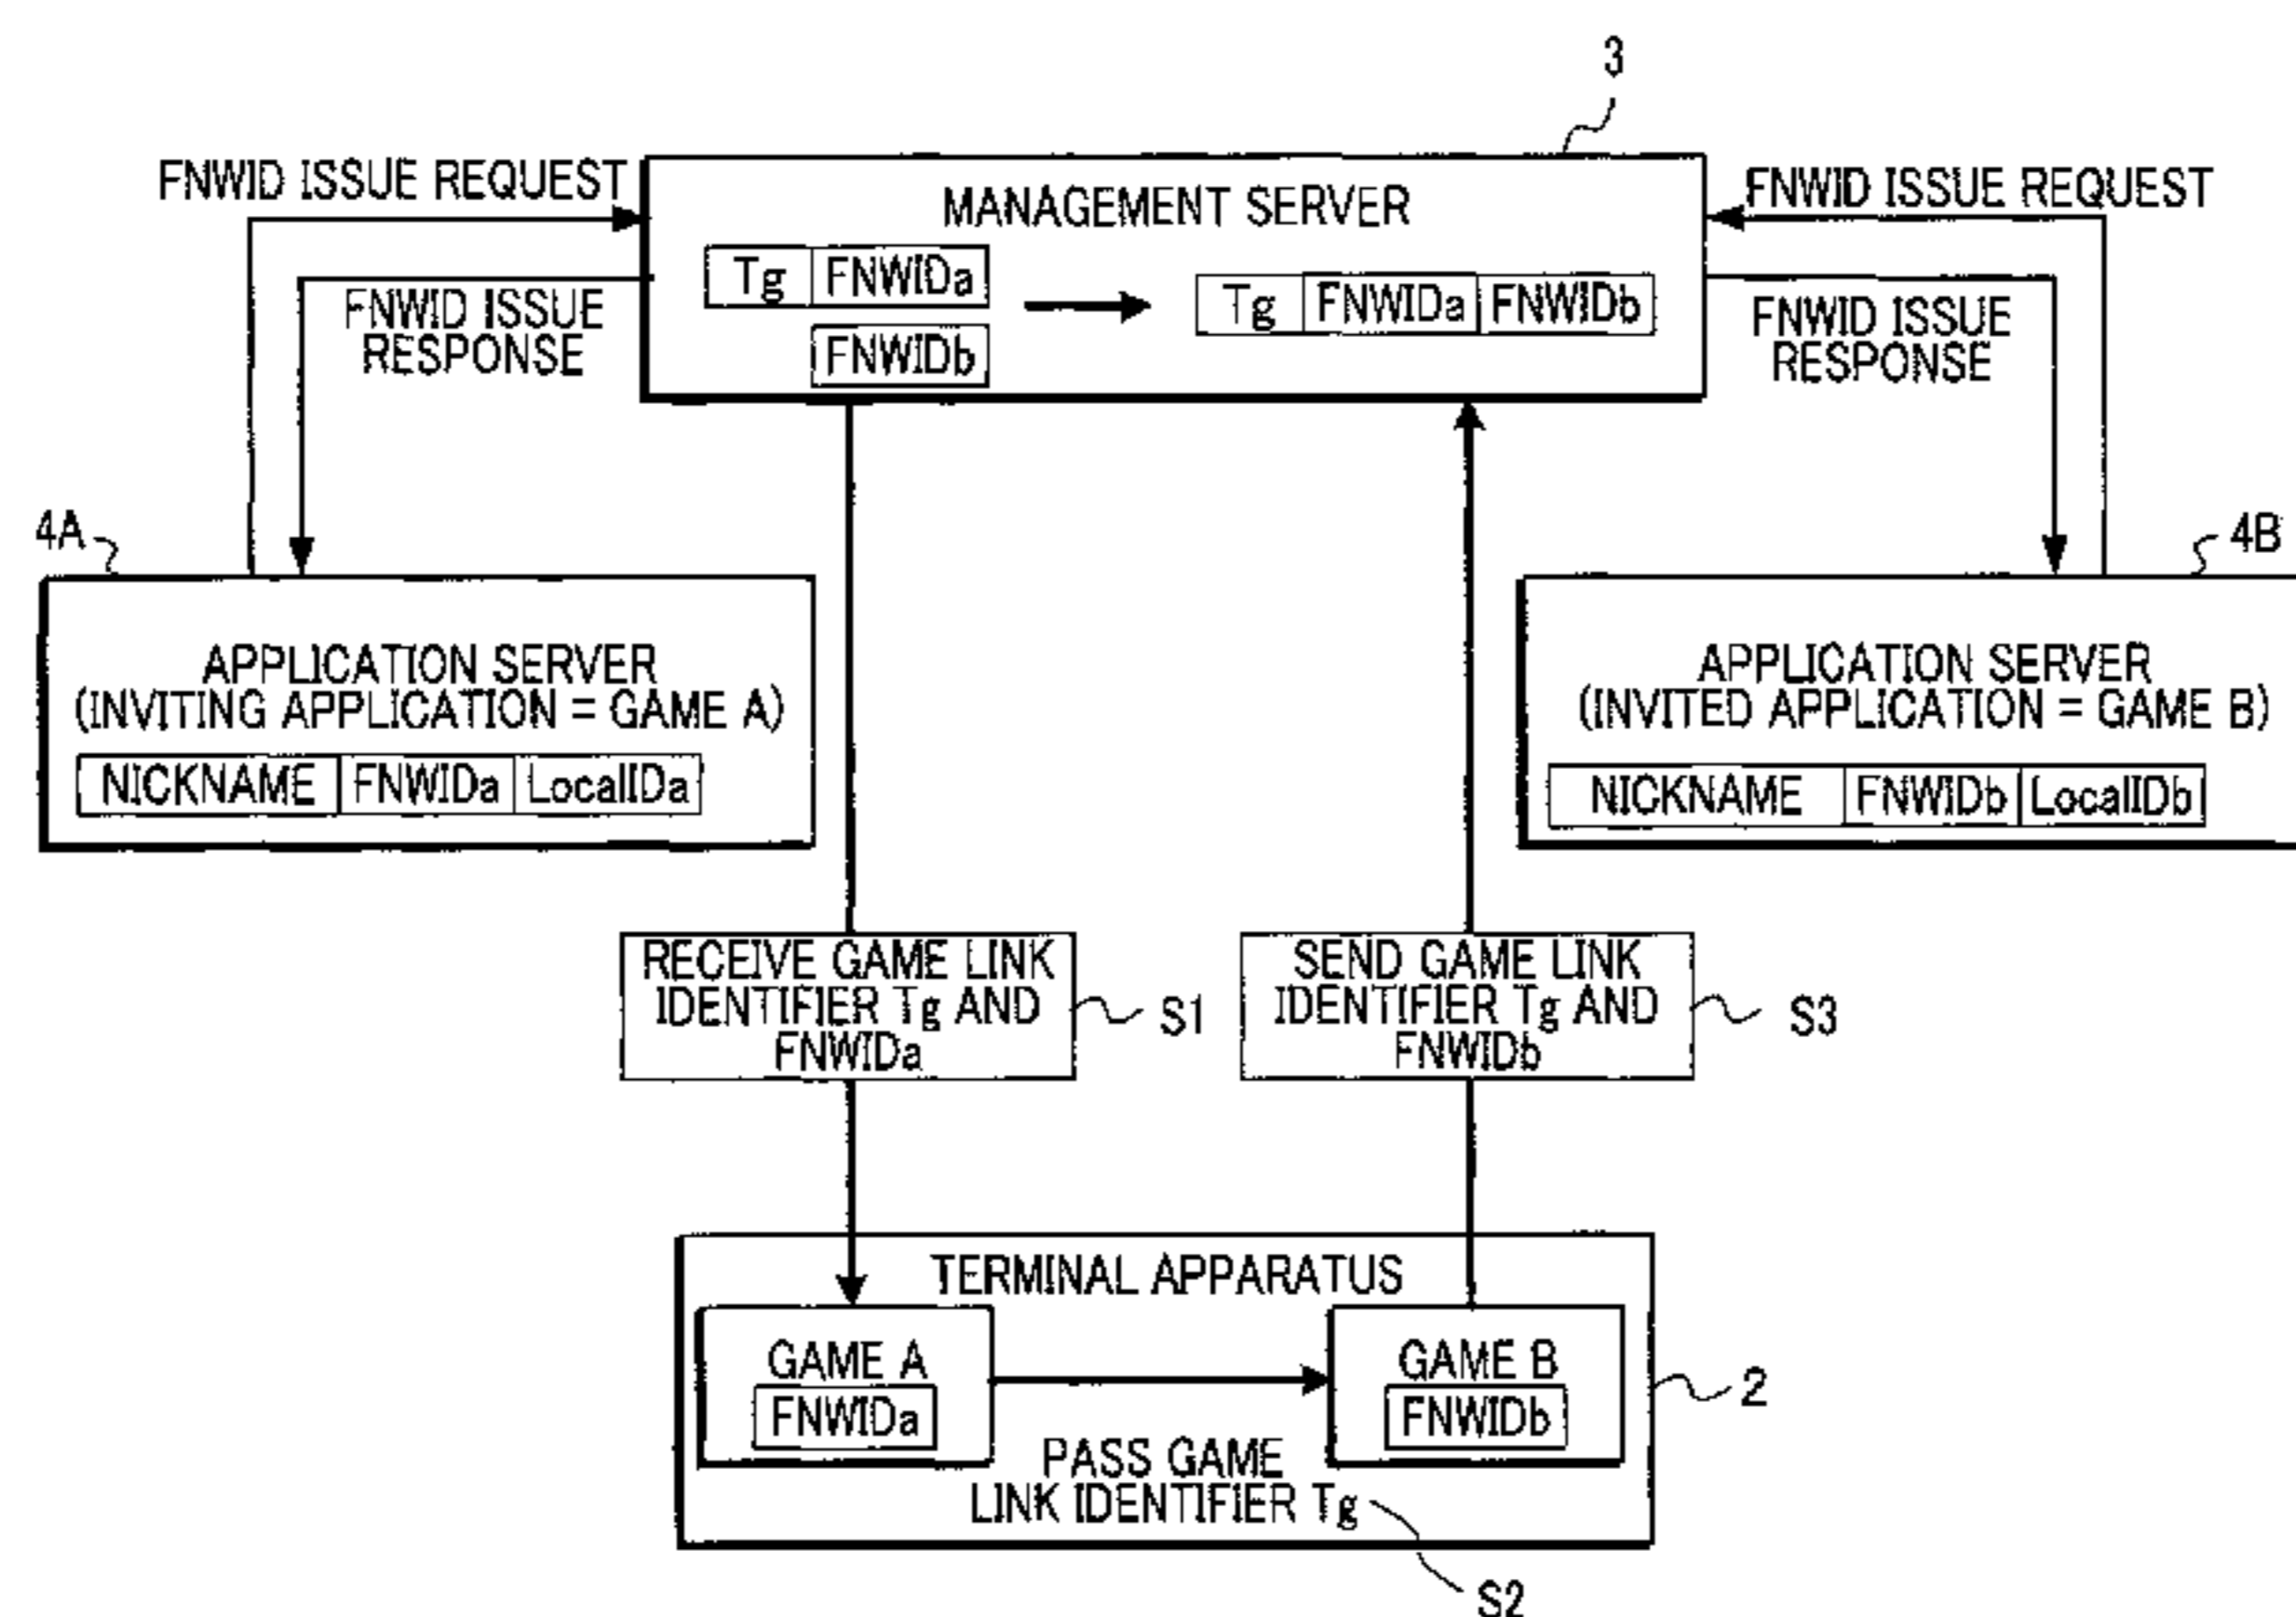 3
FNWID ISSUE REQUEST
MANAGEMENT SERVER
FNWID ISSUE REQUEST
Tg FNWIDa
FNWIDb
Tg FNWIDa FNWIDb
FNWID ISSUE
RESPONSE
FNWID ISSUE
RESPONSE
4A
4B
APPLICATION SERVER
(INVITING APPLICATION = GAME A)
NICKNAME FNWIDa LocalIDa
APPLICATION SERVER
(INVITED APPLICATION = GAME B)
NICKNAME FNWIDb LocalIDb
RECEIVE GAME LINK
IDENTIFIER Tg AND
FNWIDa
S1
SEND GAME LINK
IDENTIFIER Tg AND
FNWIDb
S3
TERMINAL APPARATUS
GAME A
FNWIDa
GAME B
FNWIDb
2
PASS GAME
LINK IDENTIFIER Tg
S2